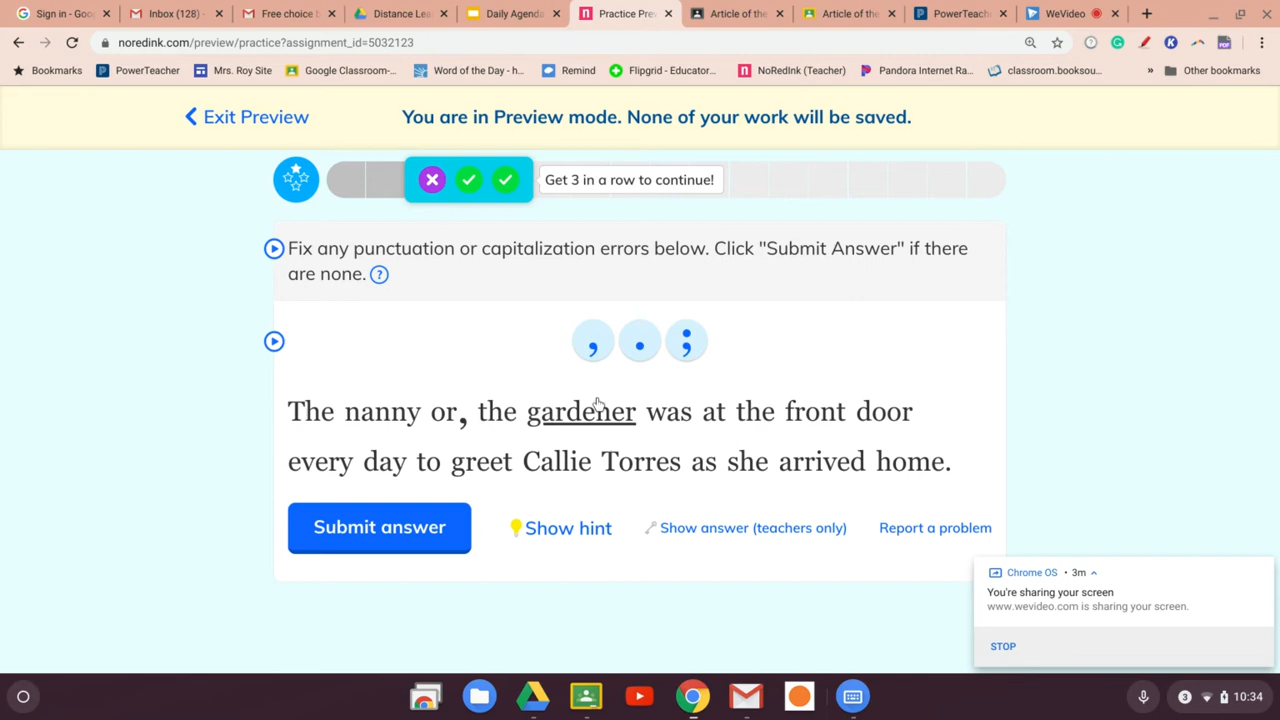 Sign in - Goog
Inbox (128) -
Free choice b
Distance Lea
Daily Agenda
Practice Prev
Article of the
Article of the
PowerTeach
WeVideo
noredink.com/preview/practice?assignment_id=5032123
Bookmarks
PowerTeacher
Mrs. Roy Site
Google Classroom-...
Word of the Day - h...
Remind
Flipgrid - Educator...
NoRedInk (Teacher)
Pandora Internet Ra...
classroom.booksou...
»
Other bookmarks
Exit Preview
You are in Preview mode. None of your work will be saved.
Get 3 in a row to continue!
Fix any punctuation or capitalization errors below. Click "Submit Answer" if there
are none. ?
, . ;
The nanny or, the gardener was at the front door
every day to greet Callie Torres as she arrived home.
Submit answer
Show hint
Show answer (teachers only)
Report a problem
Chrome OS • 3m
You're sharing your screen
www.wevideo.com is sharing your screen.
STOP
3
10:34